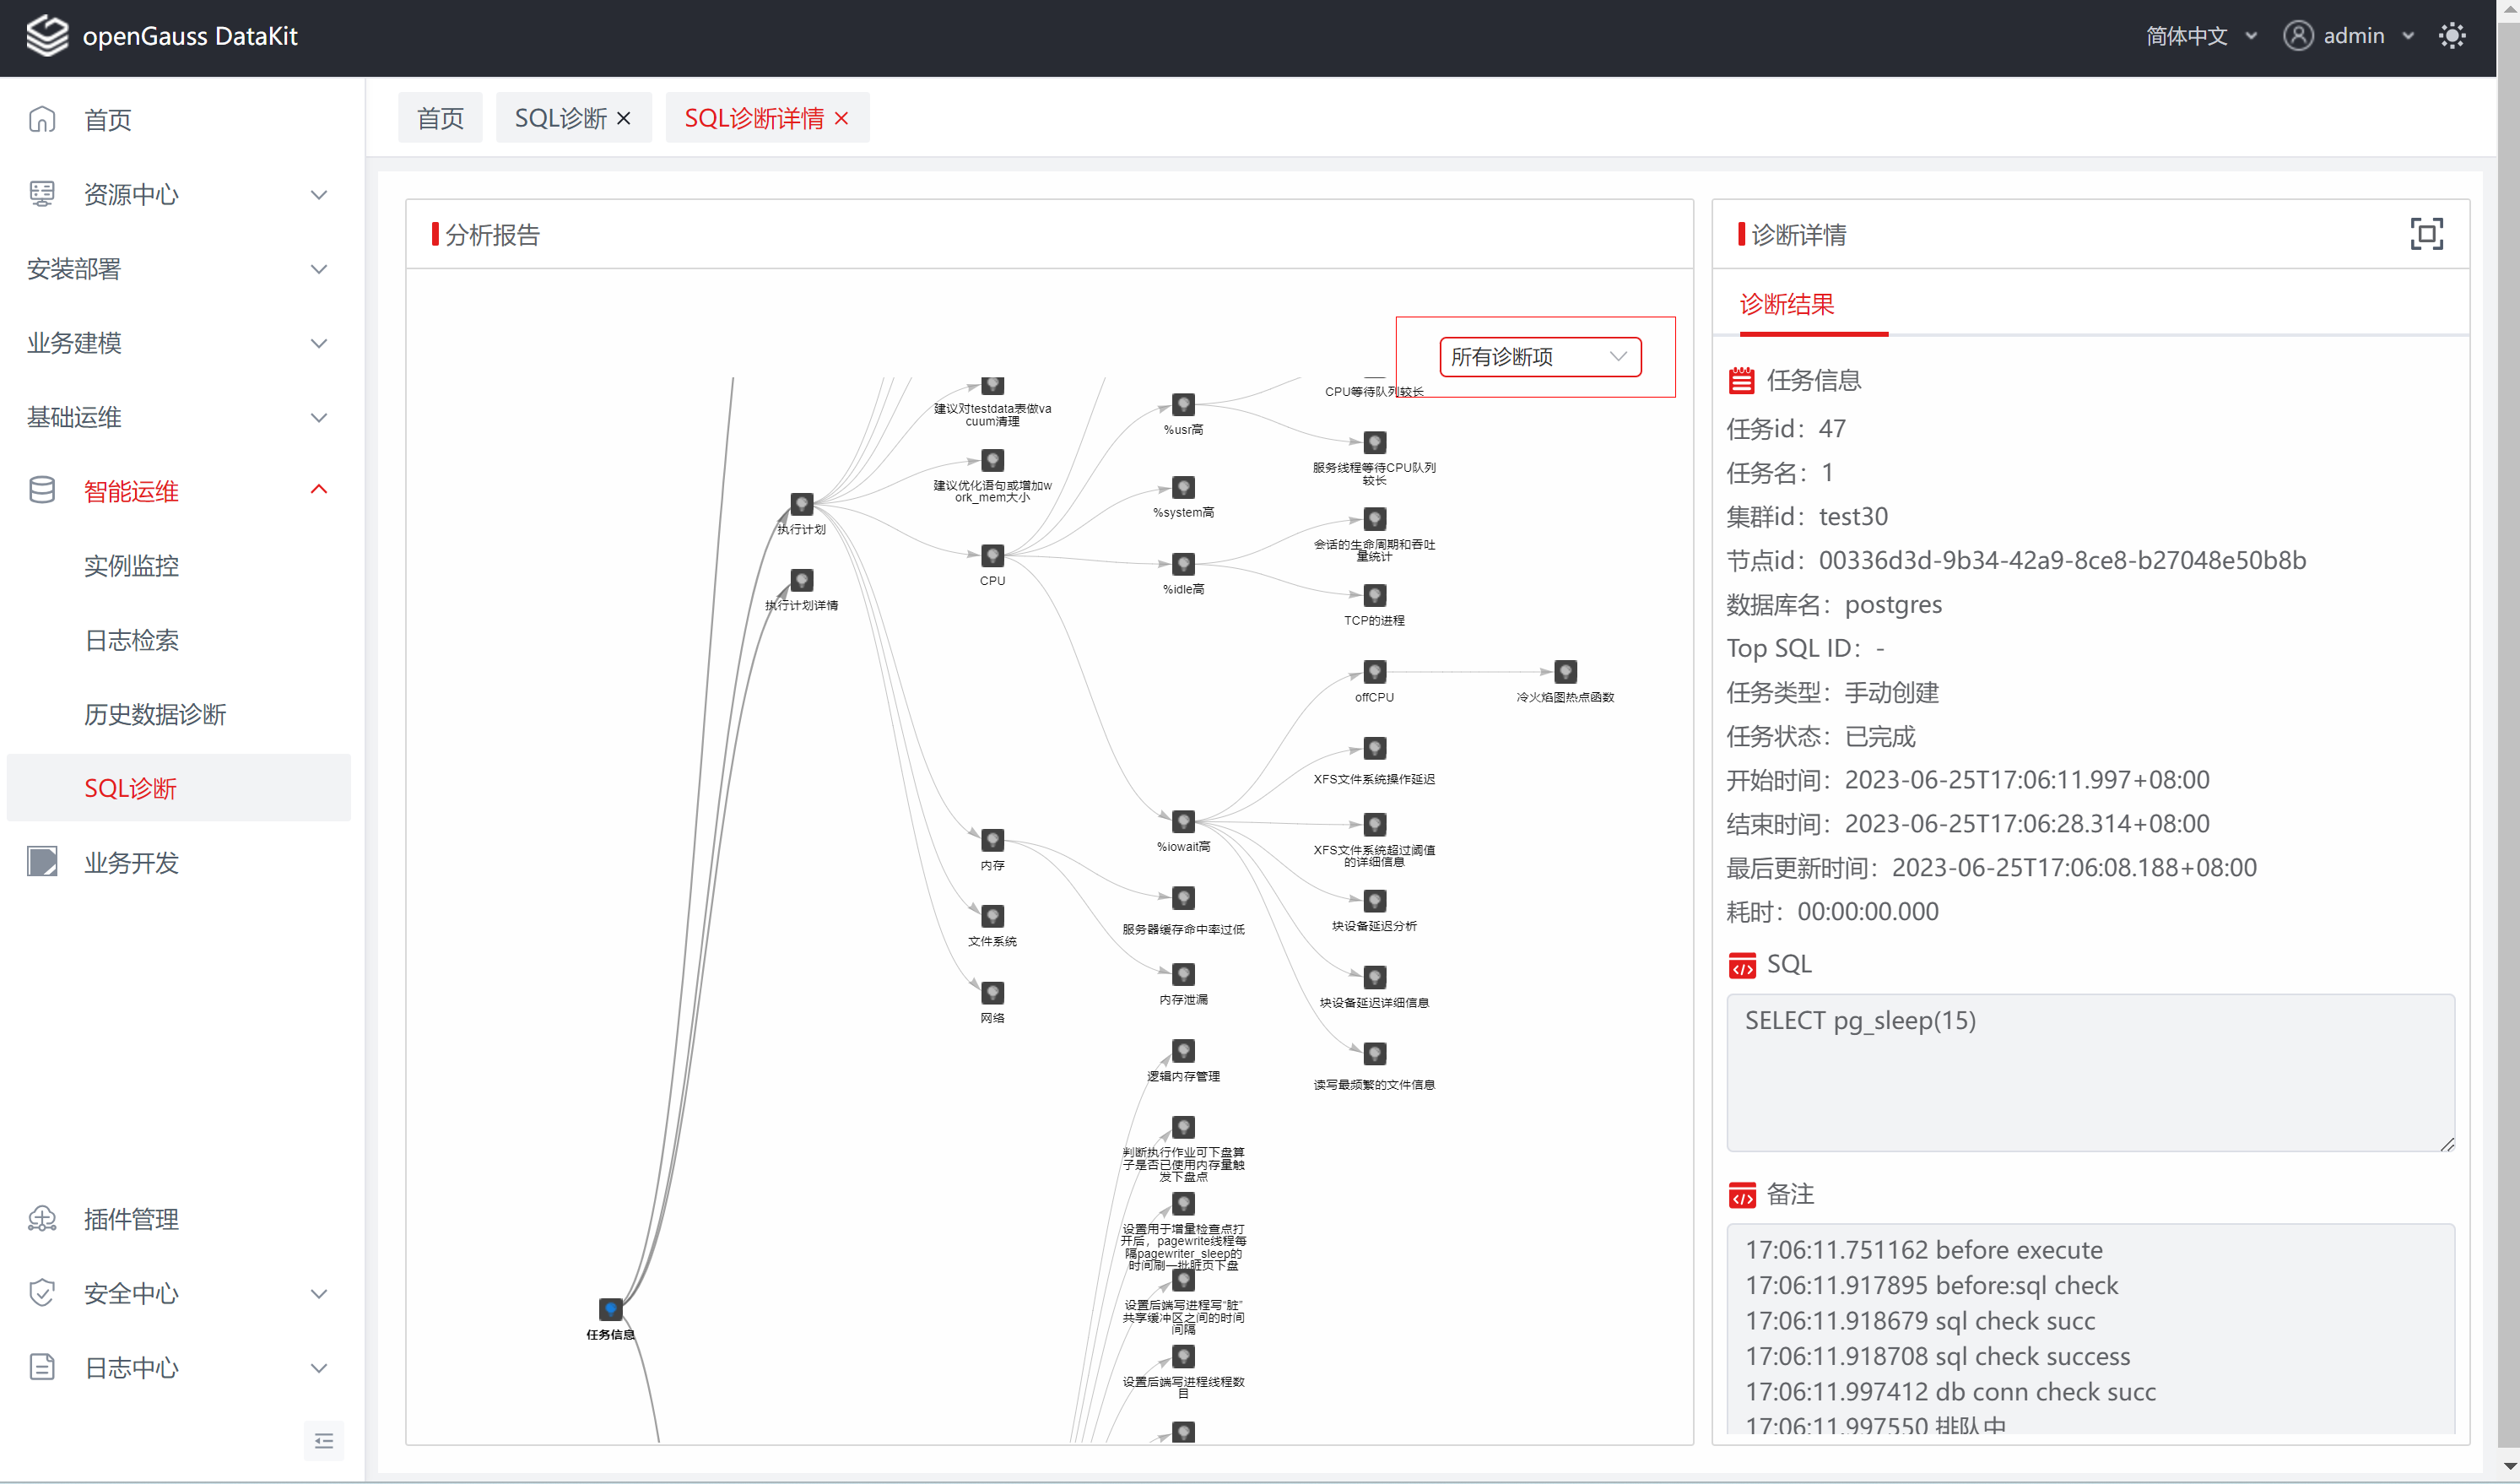 openGauss DataKit
简体中文
admin
首页
资源中心
安装部署
业务建模
基础运维
智能运维
实例监控
日志检索
历史数据诊断
SQL诊断
业务开发
插件管理
安全中心
日志中心
首页
SQL诊断
SQL诊断详情
分析报告
所有诊断项
建议对testdata表做va
cuum清理
建议优化语句或增加w
ork_mem大小
执行计划
执行计划详情
CPU
内存
文件系统
网络
任务信息
%usr高
%system高
%idle高
%iowait高
服务器缓存命中率过低
内存泄漏
逻辑内存管理
判断执行作业可下盘算
子是否已使用内存量触
发下盘点
设置用于增量检查点打
开后，pagewrite线程每
隔pagewriter_sleep的
时间刷一批脏页下盘
设置后端写进程写“脏”
共享缓冲区之间的时间
间隔
设置后端写进程线程数
目
CPU等待队列较长
服务线程等待CPU队列
较长
会话的生命周期和吞吐
量统计
TCP的进程
offCPU
XFS文件系统操作延迟
XFS文件系统超过阈值
的详细信息
块设备延迟分析
块设备延迟详细信息
读写最频繁的文件信息
冷火焰图热点函数
诊断详情
诊断结果
任务信息
任务id：47
任务名：1
集群id：test30
节点id：00336d3d-9b34-42a9-8ce8-b27048e50b8b
数据库名：postgres
Top SQL ID：-
任务类型：手动创建
任务状态：已完成
开始时间：2023-06-25T17:06:11.997+08:00
结束时间：2023-06-25T17:06:28.314+08:00
最后更新时间：2023-06-25T17:06:08.188+08:00
耗时：00:00:00.000
SQL
SELECT pg_sleep(15)
备注
17:06:11.751162 before execute
17:06:11.917895 before:sql check
17:06:11.918679 sql check succ
17:06:11.918708 sql check success
17:06:11.997412 db conn check succ
17:06:11.997550 排队中